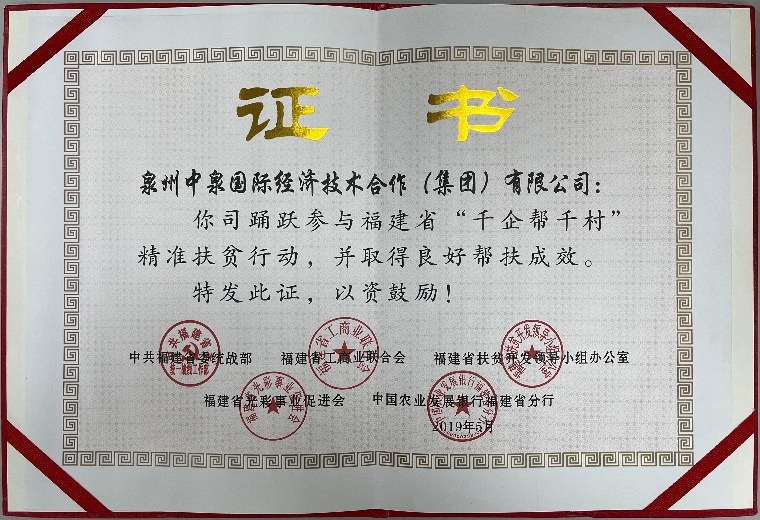 证书
泉州中泉国际经济技术合作（集团）有限公司：
你司踊跃参与福建省“千企帮千村”
精准扶贫行动，并取得良好帮扶成效。
特发此证，以资鼓励！
中共福建省委统战部 福建省工商业联合会 福建省扶贫开发领导小组办公室
福建省光彩事业促进会 中国农业发展银行福建省分行
2019年5月